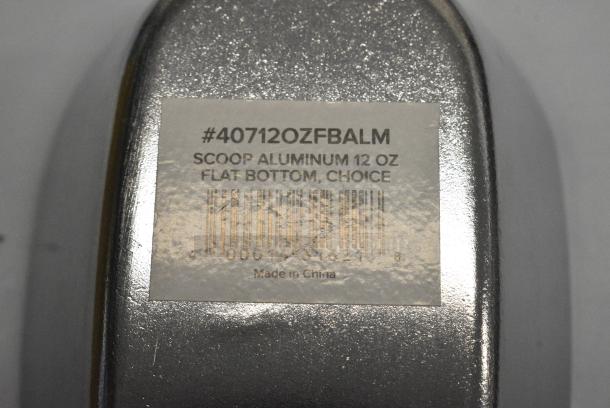 #40712OZFBALM
SCOOP ALUMINUM 12 OZ
FLAT BOTTOM, CHOICE
Made in China